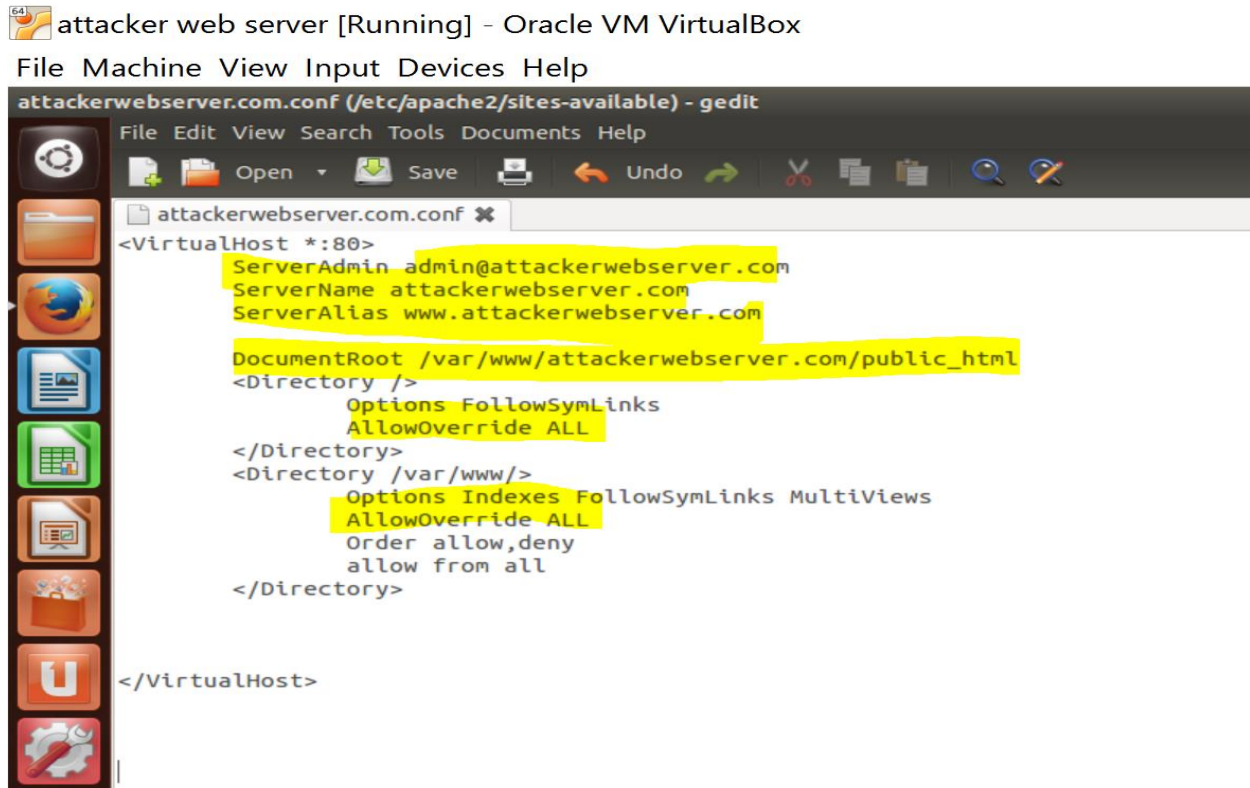 64
attacker web server [Running] - Oracle VM VirtualBox
File Machine View Input Devices Help
attackerwebserver.com.conf (/etc/apache2/sites-available) - gedit
File Edit View Search Tools Documents Help
Open Save Undo
attackerwebserver.com.conf
<VirtualHost *:80>
ServerAdmin admin@attackerwebserver.com
ServerName attackerwebserver.com
ServerAlias www.attackerwebserver.com
DocumentRoot /var/www/attackerwebserver.com/public_html
<Directory />
Options FollowSymLinks
AllowOverride ALL
</Directory>
<Directory /var/www/>
Options Indexes FollowSymLinks MultiViews
AllowOverride ALL
Order allow,deny
allow from all
</Directory>
</VirtualHost>